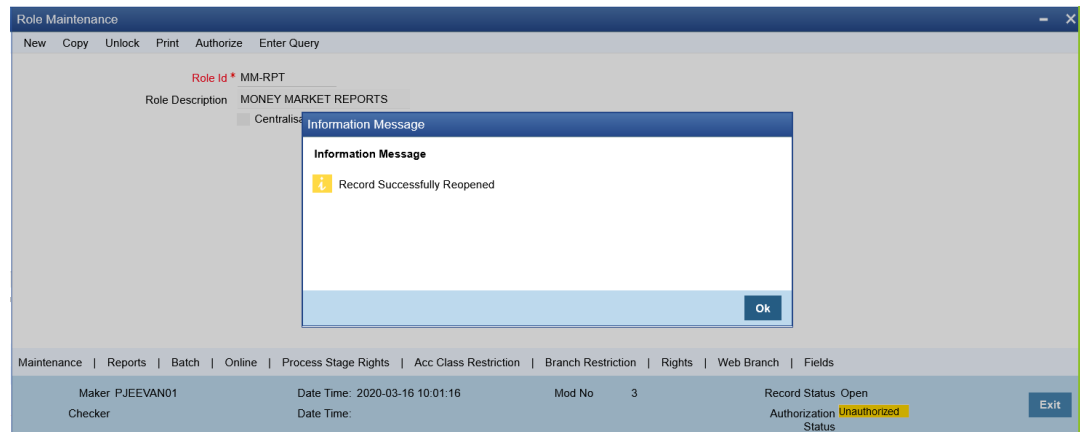 Role Maintenance
New Copy Unlock Print Authorize Enter Query
Role Id * MM-RPT
Role Description MONEY MARKET REPORTS
Information Message
Information Message
Record Successfully Reopened
Ok
Maintenance | Reports | Batch | Online | Process Stage Rights | Acc Class Restriction | Branch Restriction | Rights | Web Branch | Fields
Maker PJEEVAN01 Date Time: 2020-03-16 10:01:16 Mod No 3 Record Status Open
Checker Date Time: Authorization Status Unauthorized
Exit